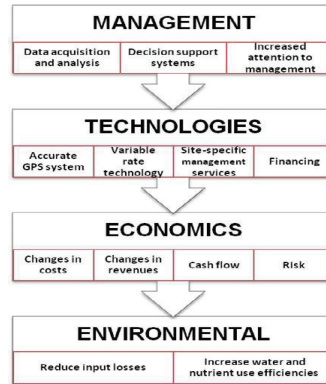 MANAGEMENT
Data acquisition and analysis
Decision support systems
Increased attention to management
TECHNOLOGIES
Accurate GPS system
Variable rate technology
Site-specific management services
Financing
ECONOMICS
Changes in costs
Changes in revenues
Cash flow
Risk
ENVIRONMENTAL
Reduce input losses
Increase water and nutrient use efficiencies